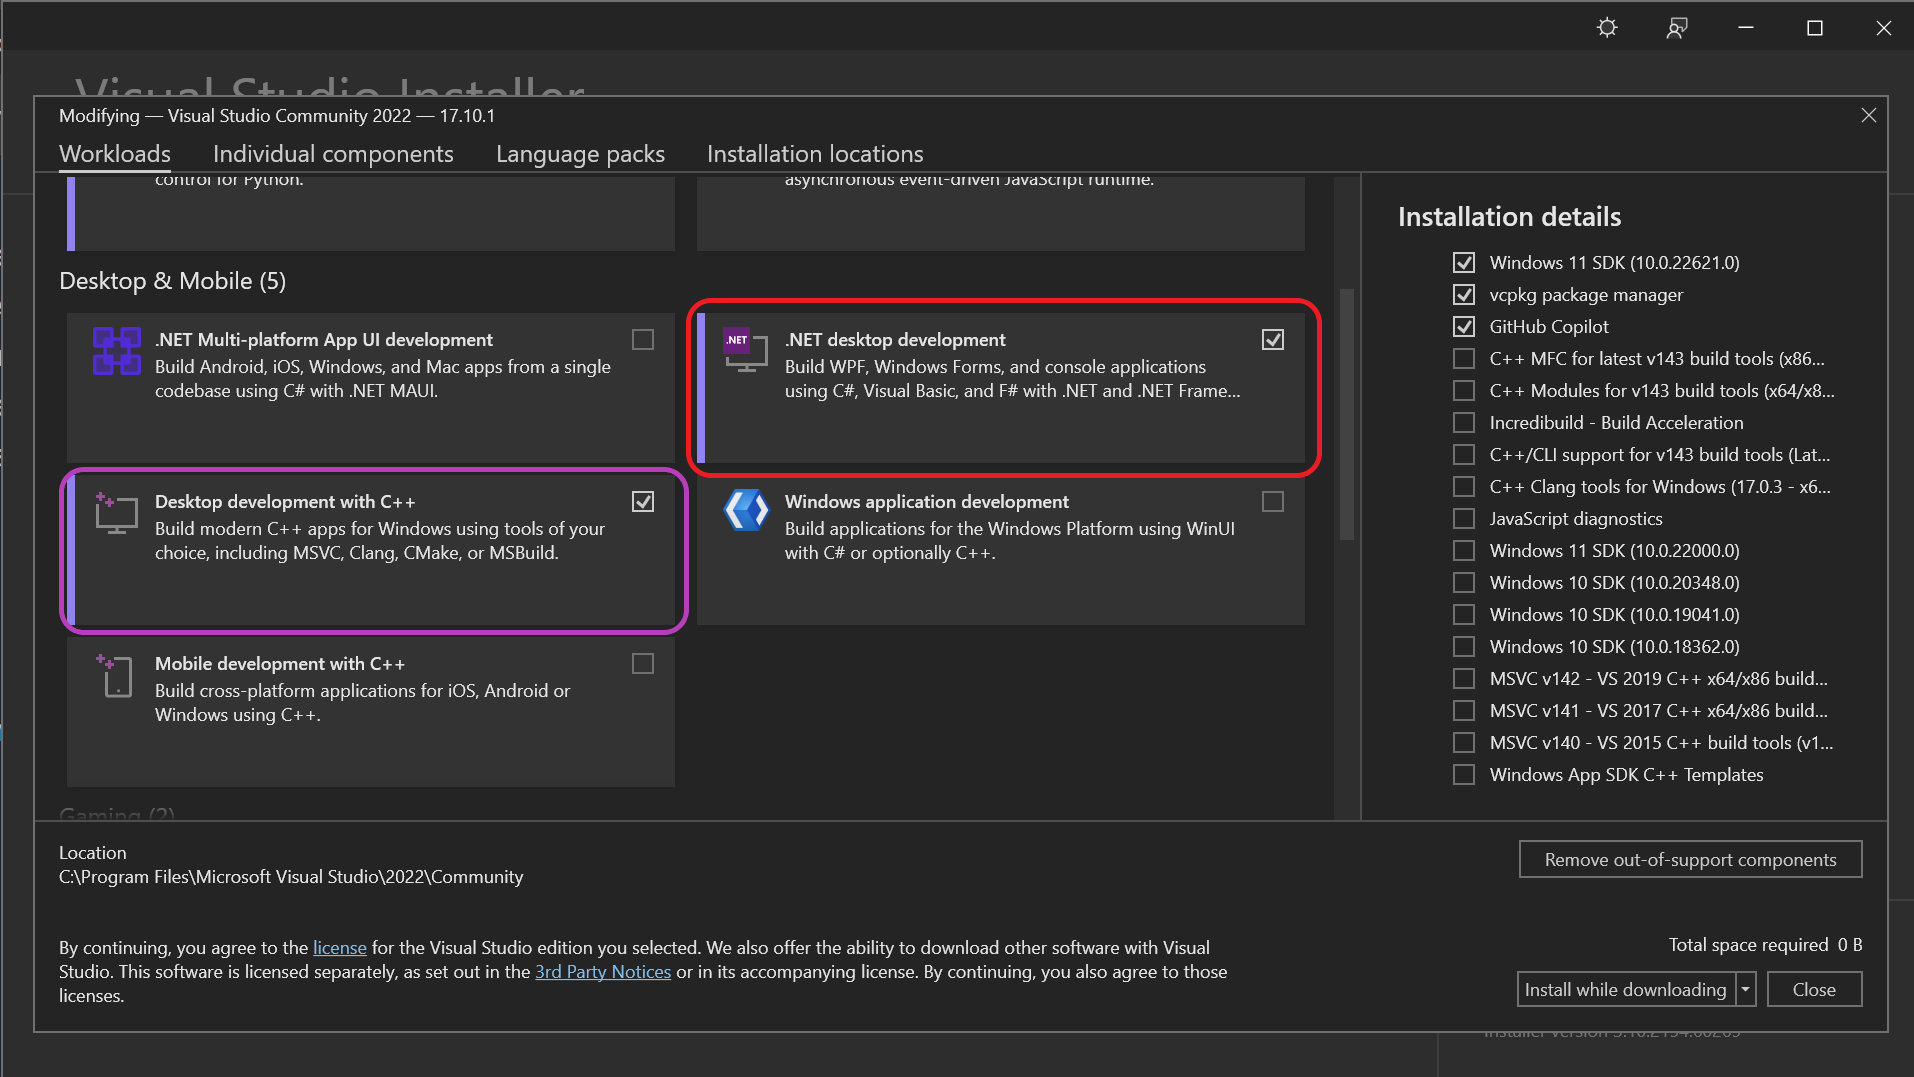 Visual Studio Installer
Modifying — Visual Studio Community 2022 — 17.10.1
Workloads
Individual components
Language packs
Installation locations
control for Python.
asynchronous event-driven JavaScript runtime.
Desktop & Mobile (5)
.NET Multi-platform App UI development
Build Android, iOS, Windows, and Mac apps from a single
codebase using C# with .NET MAUI.
.NET
.NET desktop development
Build WPF, Windows Forms, and console applications
using C#, Visual Basic, and F# with .NET and .NET Frame...
Desktop development with C++
Build modern C++ apps for Windows using tools of your
choice, including MSVC, Clang, CMake, or MSBuild.
Windows application development
Build applications for the Windows Platform using WinUI
with C# or optionally C++.
Mobile development with C++
Build cross-platform applications for iOS, Android or
Windows using C++.
Gaming (2)
Installation details
Windows 11 SDK (10.0.22621.0)
vcpkg package manager
GitHub Copilot
C++ MFC for latest v143 build tools (x86...
C++ Modules for v143 build tools (x64/x8...
Incredibuild - Build Acceleration
C++/CLI support for v143 build tools (Lat...
C++ Clang tools for Windows (17.0.3 - x6...
JavaScript diagnostics
Windows 11 SDK (10.0.22000.0)
Windows 10 SDK (10.0.20348.0)
Windows 10 SDK (10.0.19041.0)
Windows 10 SDK (10.0.18362.0)
MSVC v142 - VS 2019 C++ x64/x86 build...
MSVC v141 - VS 2017 C++ x64/x86 build...
MSVC v140 - VS 2015 C++ build tools (v1...
Windows App SDK C++ Templates
Location
C:\Program Files\Microsoft Visual Studio\2022\Community
Remove out-of-support components
By continuing, you agree to the license for the Visual Studio edition you selected. We also offer the ability to download other software with Visual
Studio. This software is licensed separately, as set out in the 3rd Party Notices or in its accompanying license. By continuing, you also agree to those
licenses.
Total space required 0 B
Install while downloading
Close
Installer version